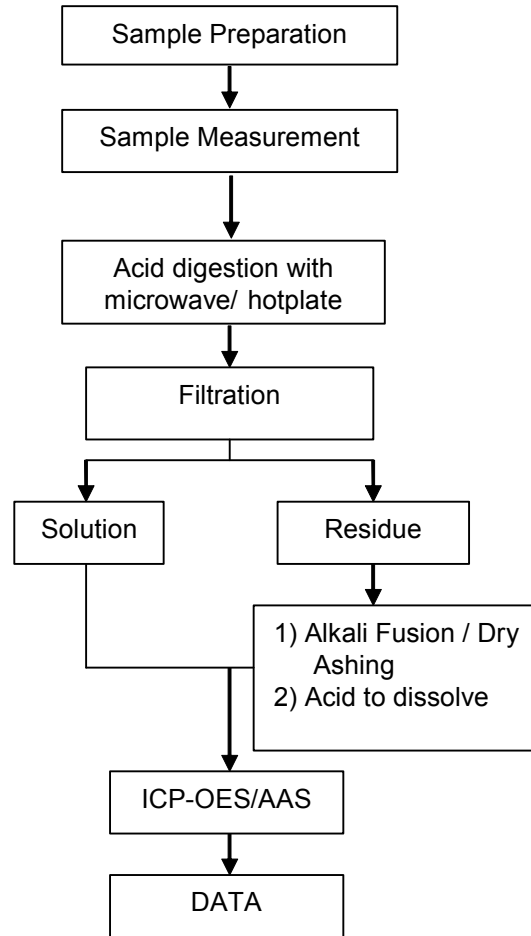 Sample Preparation
Sample Measurement
Acid digestion with
microwave/ hotplate
Filtration
Solution
Residue
1) Alkali Fusion / Dry
Ashing
2) Acid to dissolve
ICP-OES/AAS
DATA